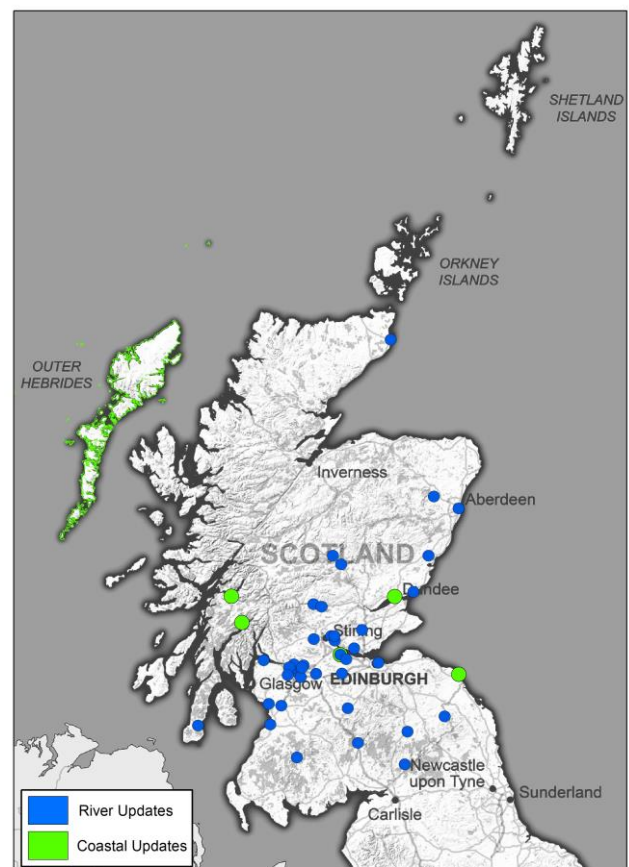 SHETLAND
ISLANDS
ORKNEY
ISLANDS
OUTER
HEBRIDES
Inverness
Aberdeen
SCOTLAND
Dundee
Stirling
EDINBURGH
Glasgow
Newcastle
upon Tyne
Sunderland
Carlisle
River Updates
Coastal Updates